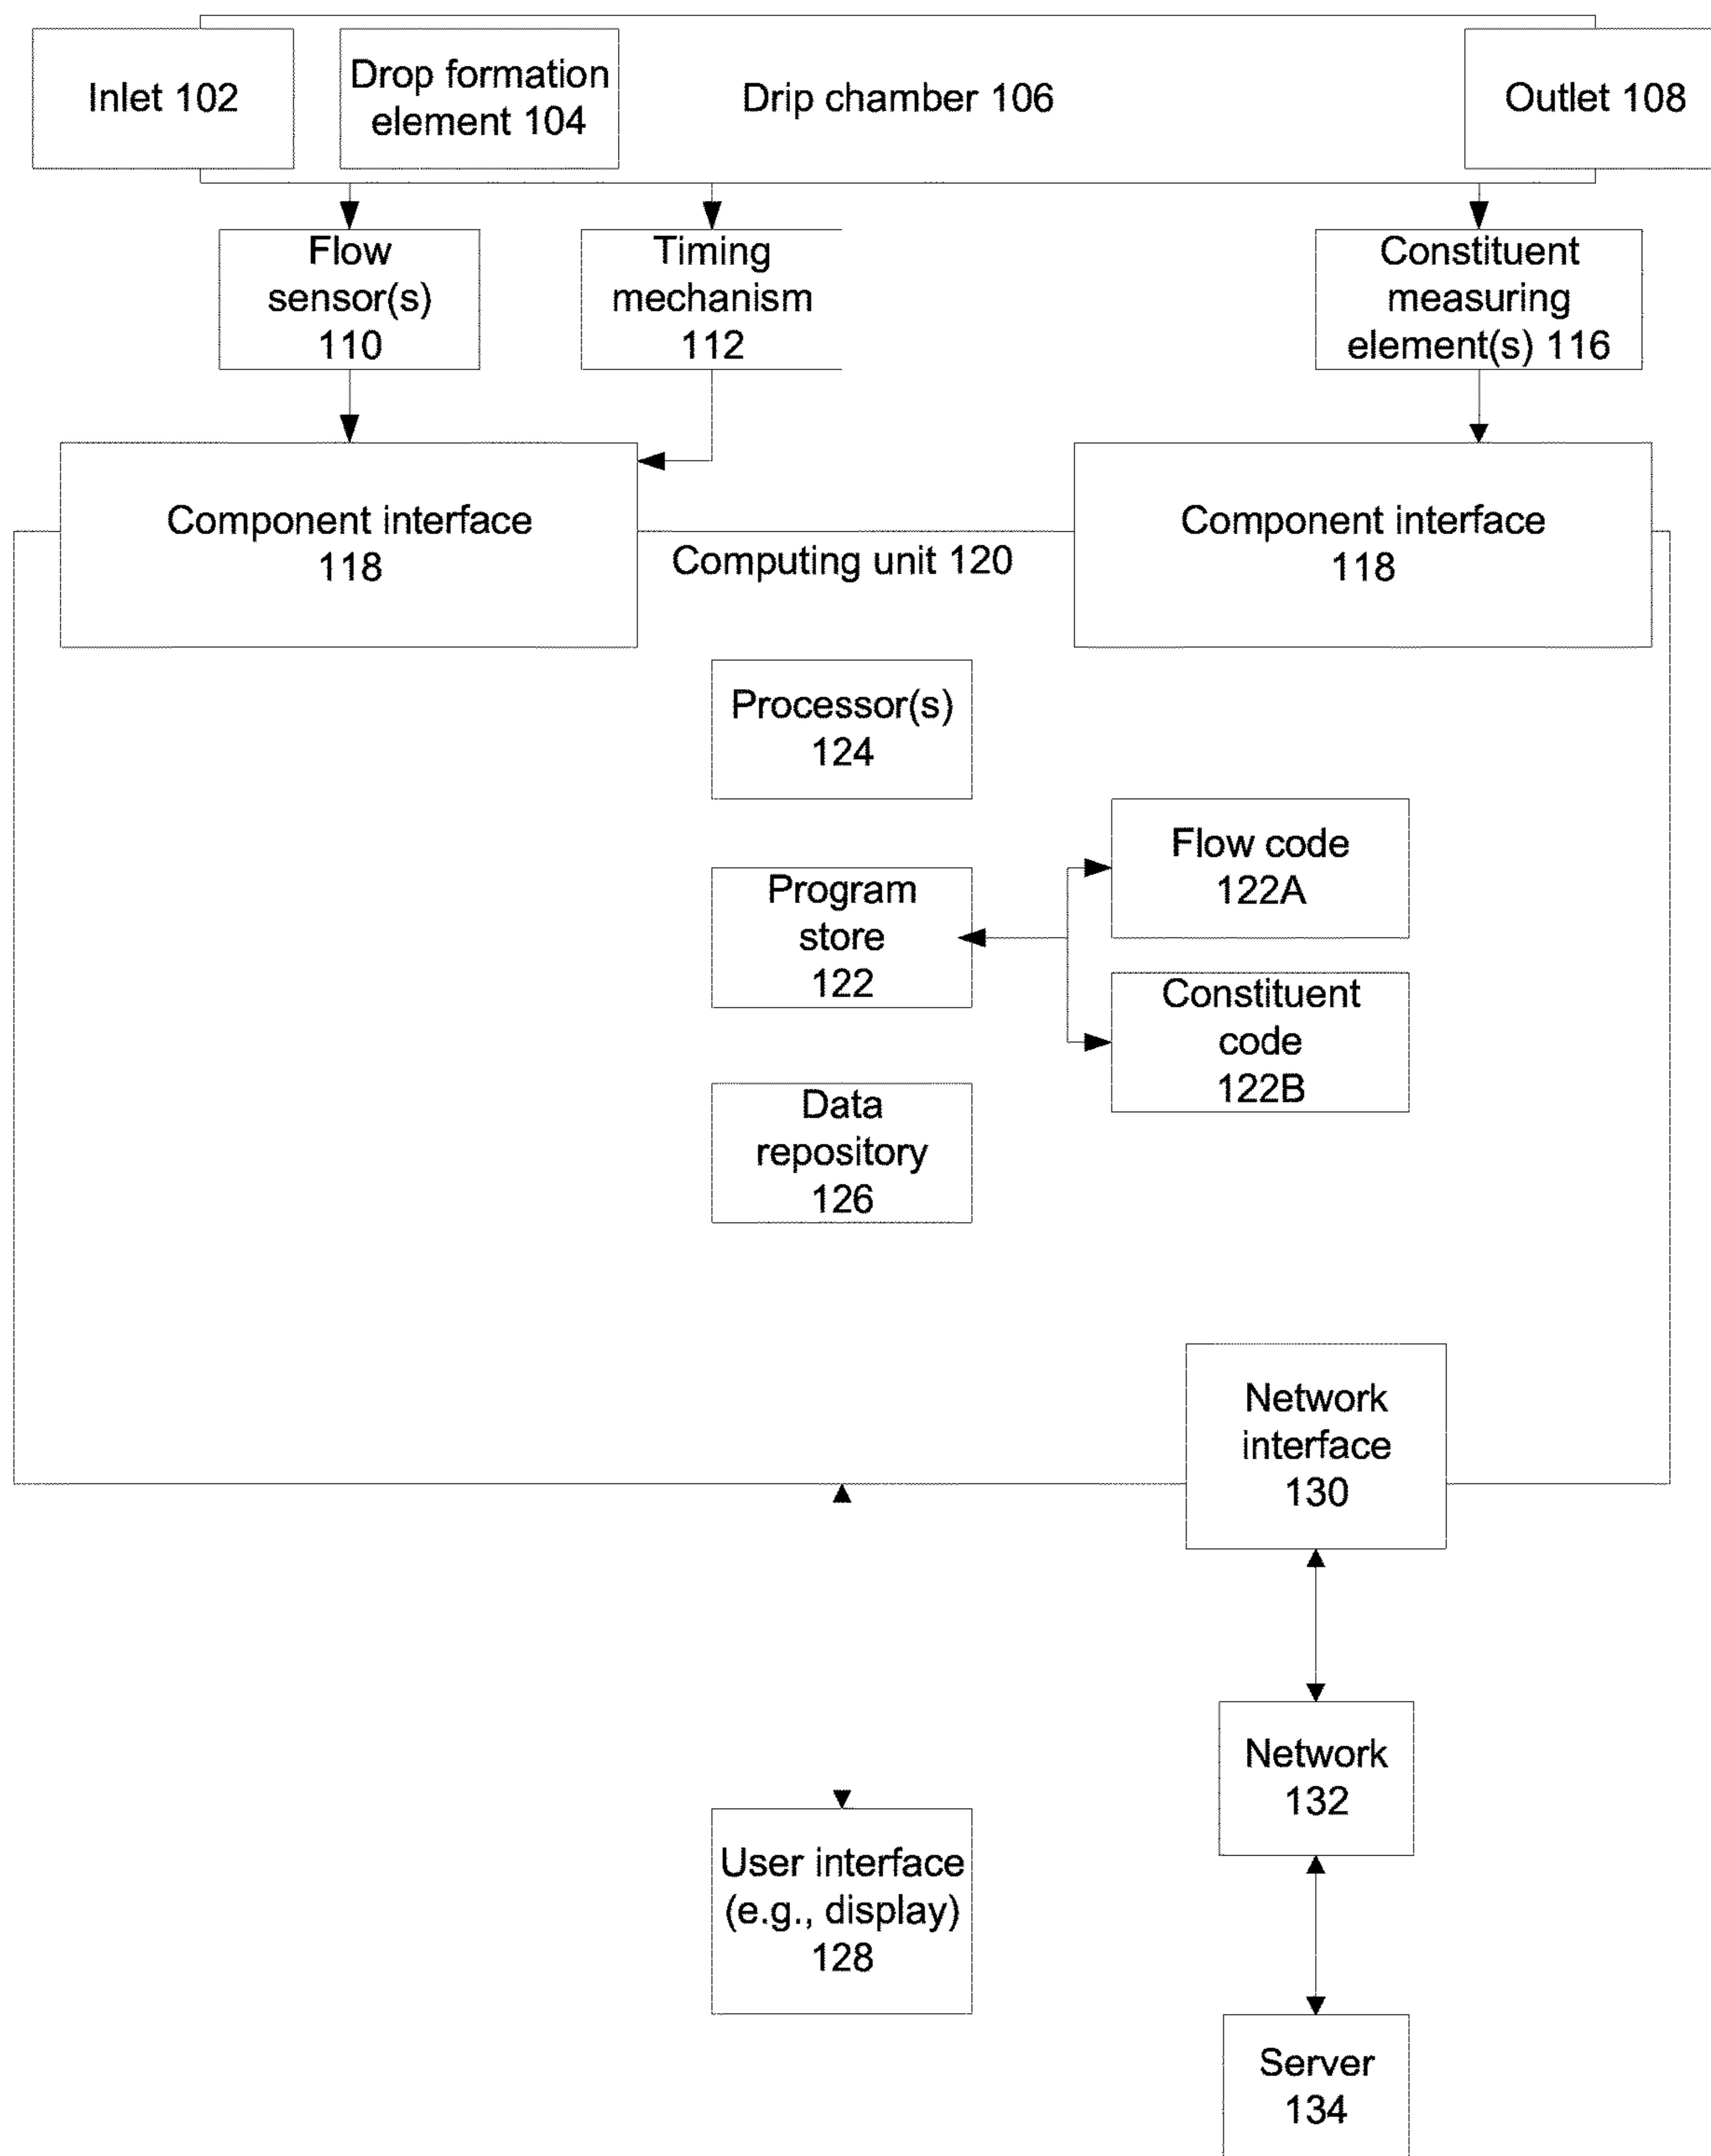 Inlet 102
Drop formation
element 104
Drip chamber 106
Outlet 108
Flow
sensor(s)
110
Timing
mechanism
112
Constituent
measuring
element(s) 116
Component interface
118
Computing unit 120
Component interface
118
Processor(s)
124
Flow code
122A
Program
store
122
Constituent
code
122B
Data
repository
126
Network
interface
130
Network
132
User interface
(e.g., display)
128
Server
134